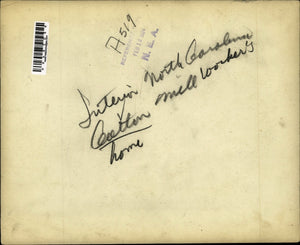 A519
N. E. A.
Interior North Carolina
Cotton mill worker's
home